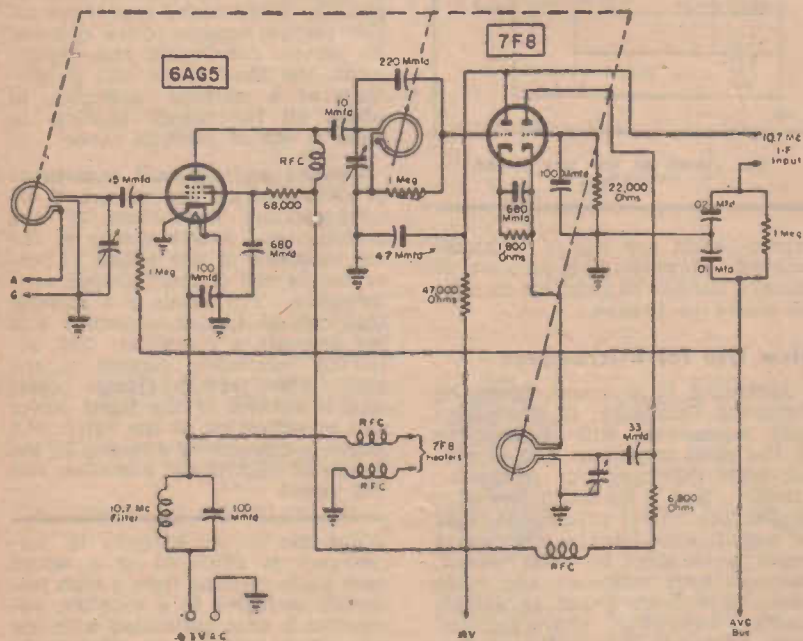 6AG5
7F8
220 Mmfd
10
Mmfd
RFC
15 Mmfd
1 Meg
68,000
680
Mmfd
100
Mmfd
1 Meg
47 Mmfd
47,000
Ohms
680
Mmfd
1,800
Ohms
100 Mmfd
22,000
Ohms
10.7 Mc
I-F
Input
.02 Mfd
.01 Mfd
1 Meg
A
G
RFC
RFC
7F8
Heaters
33
Mmfd
6,800
Ohms
RFC
10.7 Mc
Filter
100
Mmfd
6.3 V A C
AVC
Bus